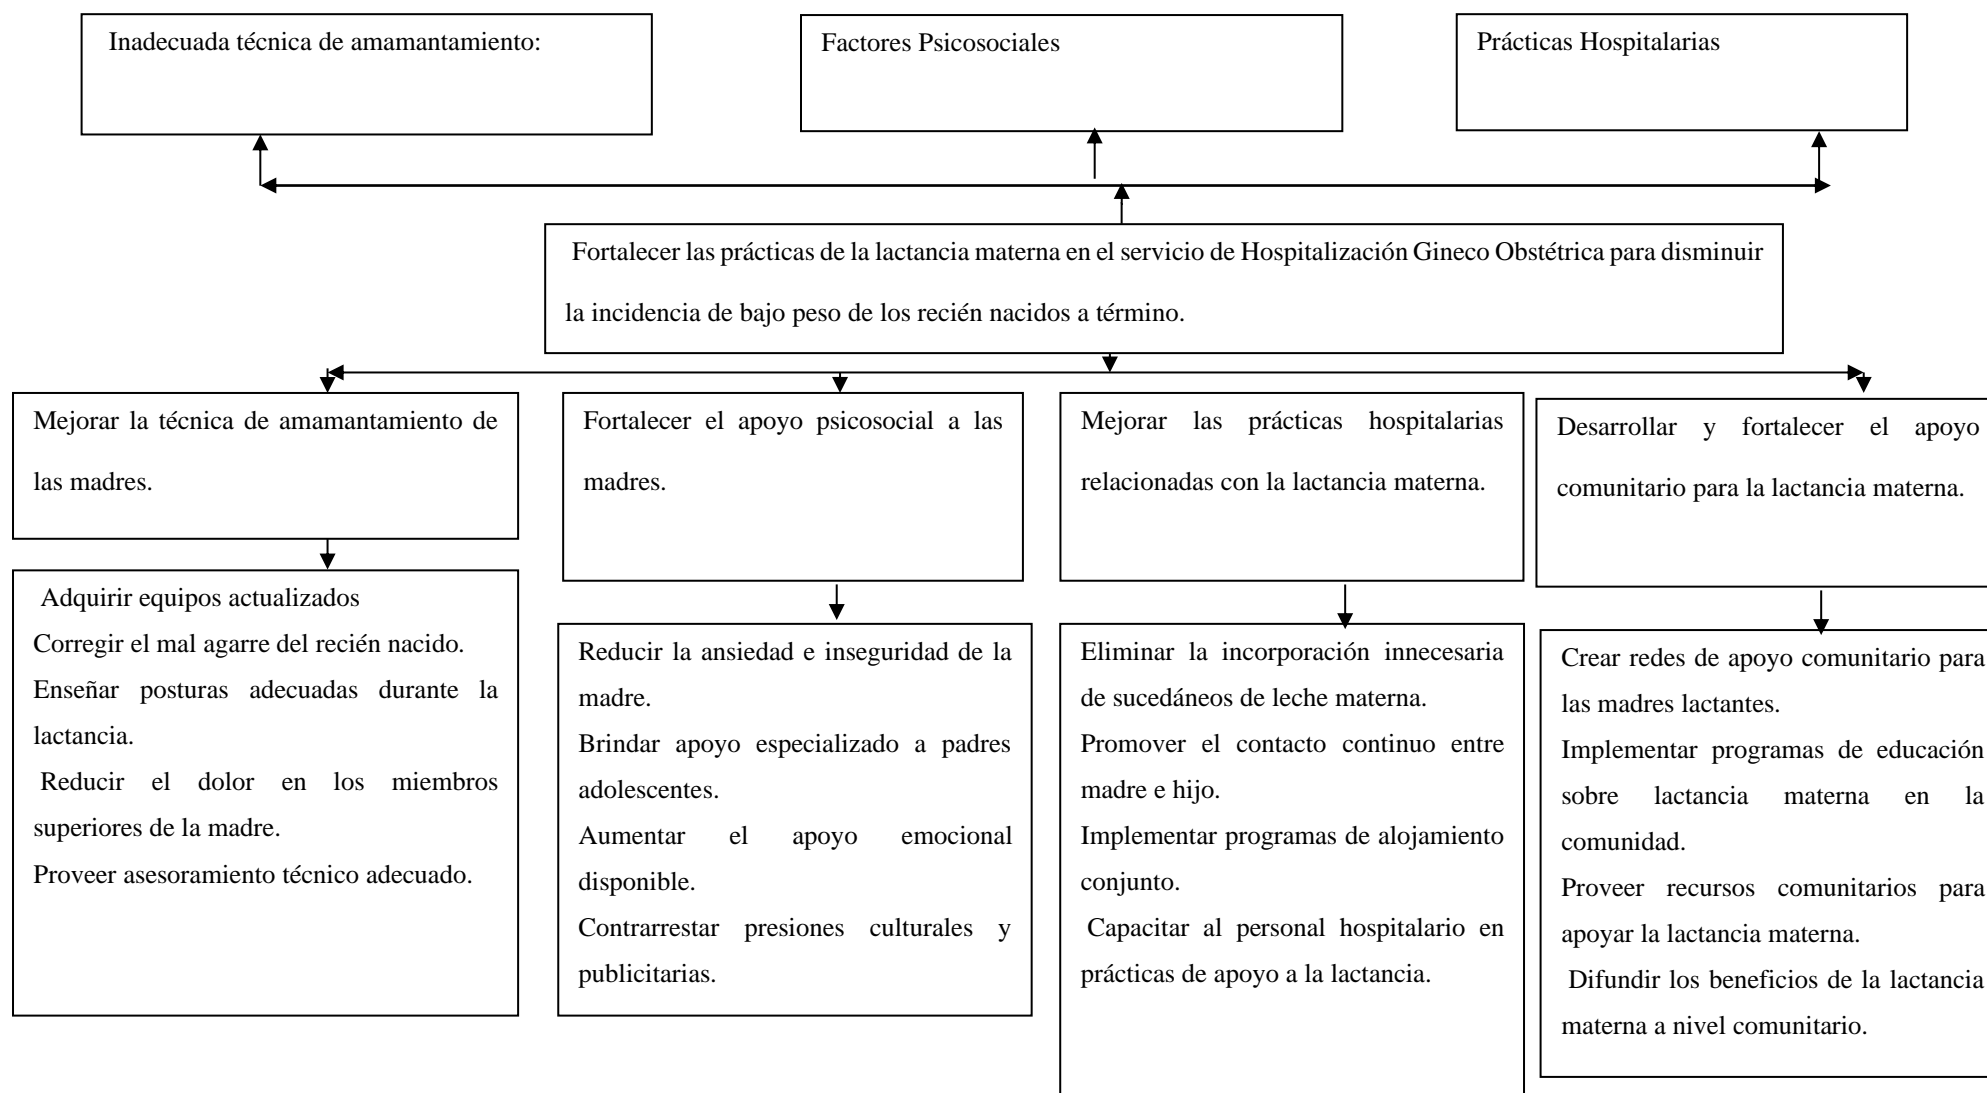 Inadecuada técnica de amamantamiento:
Factores Psicosociales
Prácticas Hospitalarias
Fortalecer las prácticas de la lactancia materna en el servicio de Hospitalización Gineco Obstétrica para disminuir
la incidencia de bajo peso de los recién nacidos a término.
Mejorar la técnica de amamantamiento de
las madres.
Fortalecer el apoyo psicosocial a las
madres.
Mejorar las prácticas hospitalarias
relacionadas con la lactancia materna.
Desarrollar y fortalecer el apoyo
comunitario para la lactancia materna.
Adquirir equipos actualizados
Corregir el mal agarre del recién nacido.
Enseñar posturas adecuadas durante la
lactancia.
Reducir el dolor en los miembros
superiores de la madre.
Proveer asesoramiento técnico adecuado.
Reducir la ansiedad e inseguridad de la
madre.
Brindar apoyo especializado a padres
adolescentes.
Aumentar el apoyo emocional
disponible.
Contrarrestar presiones culturales y
publicitarias.
Eliminar la incorporación innecesaria
de sucedáneos de leche materna.
Promover el contacto continuo entre
madre e hijo.
Implementar programas de alojamiento
conjunto.
Capacitar al personal hospitalario en
prácticas de apoyo a la lactancia.
Crear redes de apoyo comunitario para
las madres lactantes.
Implementar programas de educación
sobre lactancia materna en la
comunidad.
Proveer recursos comunitarios para
apoyar la lactancia materna.
Difundir los beneficios de la lactancia
materna a nivel comunitario.